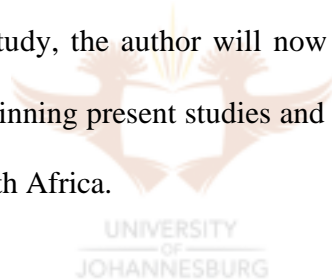 tudy, the author will now
inning present studies and
th Africa.
UNIVERSITY
OF
JOHANNESBURG